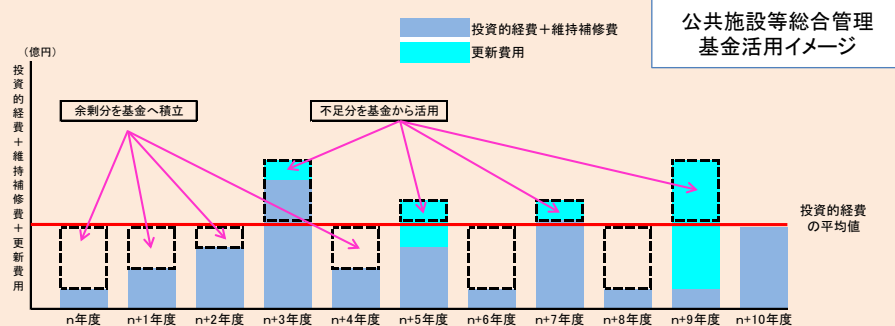 公共施設等総合管理
基金活用イメージ
投資的経費＋維持補修費
更新費用
（億円）
投資的経費＋維持補修費＋更新費用
余剰分を基金へ積立
不足分を基金から活用
投資的経費
の平均値
n年度
n+1年度
n+2年度
n+3年度
n+4年度
n+5年度
n+6年度
n+7年度
n+8年度
n+9年度
n+10年度